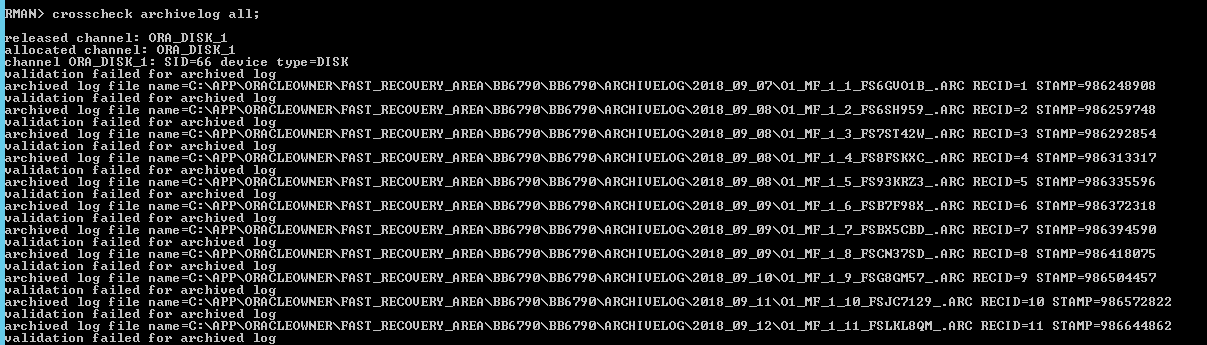 RMAN> crosscheck archivelog all;
released channel: ORA_DISK_1
allocated channel: ORA_DISK_1
channel ORA_DISK_1: SID=66 device type=DISK
validation failed for archived log
archived log file name=C:\APP\ORACLEOWNER\FAST_RECOVERY_AREA\BB6790\BB6790\ARCHIVELOG\2018_09_07\O1_MF_1_1_FS6GVO1B_.ARC RECID=1 STAMP=986248908
validation failed for archived log
archived log file name=C:\APP\ORACLEOWNER\FAST_RECOVERY_AREA\BB6790\BB6790\ARCHIVELOG\2018_09_08\O1_MF_1_2_FS6SH959_.ARC RECID=2 STAMP=986259748
validation failed for archived log
archived log file name=C:\APP\ORACLEOWNER\FAST_RECOVERY_AREA\BB6790\BB6790\ARCHIVELOG\2018_09_08\O1_MF_1_3_FS7ST42W_.ARC RECID=3 STAMP=986292854
validation failed for archived log
archived log file name=C:\APP\ORACLEOWNER\FAST_RECOVERY_AREA\BB6790\BB6790\ARCHIVELOG\2018_09_08\O1_MF_1_4_FS8FSKXC_.ARC RECID=4 STAMP=986313317
validation failed for archived log
archived log file name=C:\APP\ORACLEOWNER\FAST_RECOVERY_AREA\BB6790\BB6790\ARCHIVELOG\2018_09_08\O1_MF_1_5_FS93KRZ3_.ARC RECID=5 STAMP=986335596
validation failed for archived log
archived log file name=C:\APP\ORACLEOWNER\FAST_RECOVERY_AREA\BB6790\BB6790\ARCHIVELOG\2018_09_09\O1_MF_1_6_FSB7F98X_.ARC RECID=6 STAMP=986372318
validation failed for archived log
archived log file name=C:\APP\ORACLEOWNER\FAST_RECOVERY_AREA\BB6790\BB6790\ARCHIVELOG\2018_09_09\O1_MF_1_7_FSBX5CBD_.ARC RECID=7 STAMP=986394590
validation failed for archived log
archived log file name=C:\APP\ORACLEOWNER\FAST_RECOVERY_AREA\BB6790\BB6790\ARCHIVELOG\2018_09_09\O1_MF_1_8_FSCN37SD_.ARC RECID=8 STAMP=986418075
validation failed for archived log
archived log file name=C:\APP\ORACLEOWNER\FAST_RECOVERY_AREA\BB6790\BB6790\ARCHIVELOG\2018_09_10\O1_MF_1_9_FSG8GM57_.ARC RECID=9 STAMP=986504457
validation failed for archived log
archived log file name=C:\APP\ORACLEOWNER\FAST_RECOVERY_AREA\BB6790\BB6790\ARCHIVELOG\2018_09_11\O1_MF_1_10_FSJC7129_.ARC RECID=10 STAMP=986572822
validation failed for archived log
archived log file name=C:\APP\ORACLEOWNER\FAST_RECOVERY_AREA\BB6790\BB6790\ARCHIVELOG\2018_09_12\O1_MF_1_11_FSLKL8QM_.ARC RECID=11 STAMP=986644862
validation failed for archived log